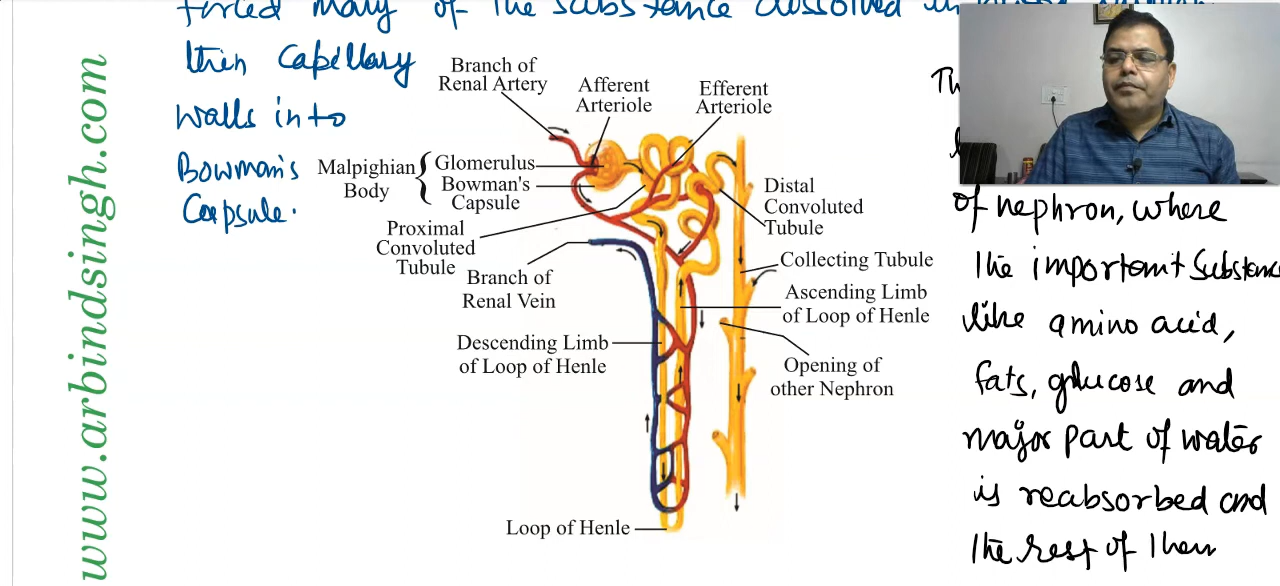 forced many of the substance dissolved in
thin capillary
walls into
Bowman's
Capsule.
www.arbindsingh.com
Branch of
Renal Artery
Afferent
Arteriole
Efferent
Arteriole
Malpighian
Body
Glomerulus
Bowman's
Capsule
Proximal
Convoluted
Tubule
Branch of
Renal Vein
Descending Limb
of Loop of Henle
Loop of Henle
Distal
Convoluted
Tubule
Collecting Tubule
Ascending Limb
of Loop of Henle
Opening of
other Nephron
of nephron, where
the important Substance
like amino acid,
fats, glucose and
major part of water
is reabsorbed and
the rest of them